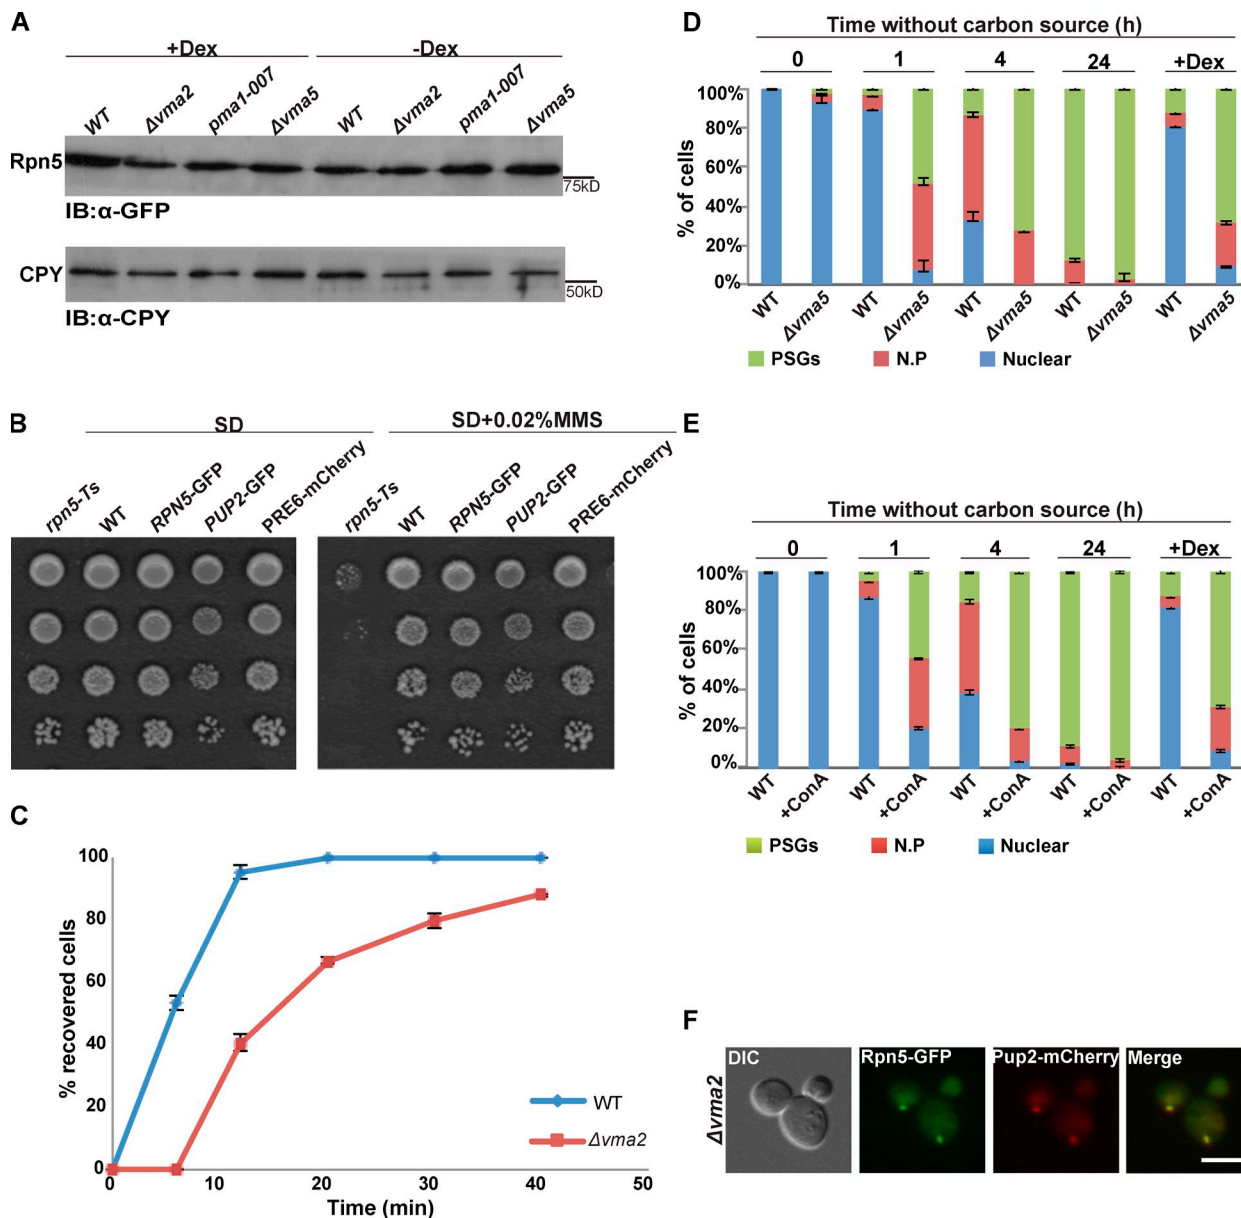 A
+Dex -Dex
WT Δvma2 pma1-007 Δvma5 WT Δvma2 pma1-007 Δvma5
Rpn5
75kD
IB:α-GFP
CPY
50kD
IB:α-CPY
B
SD SD+0.02%MMS
rpn5-Ts WT RPN5-GFP PUP2-GFP PRE6-mCherry rpn5-Ts WT RPN5-GFP PUP2-GFP PRE6-mCherry
C
% recovered cells
100
80
60
40
20
0
0 10 20 30 40 50
Time (min)
WT
Δvma2
D
Time without carbon source (h)
0 1 4 24 +Dex
% of cells
100%
80%
60%
40%
20%
0%
WT Δvma5 WT Δvma5 WT Δvma5 WT Δvma5 WT Δvma5
PSGs N.P Nuclear
E
Time without carbon source (h)
0 1 4 24 +Dex
% of cells
100%
80%
60%
40%
20%
0%
WT +ConA WT +ConA WT +ConA WT +ConA WT +ConA
PSGs N.P Nuclear
F
Δvma2
DIC Rpn5-GFP Pup2-mCherry Merge